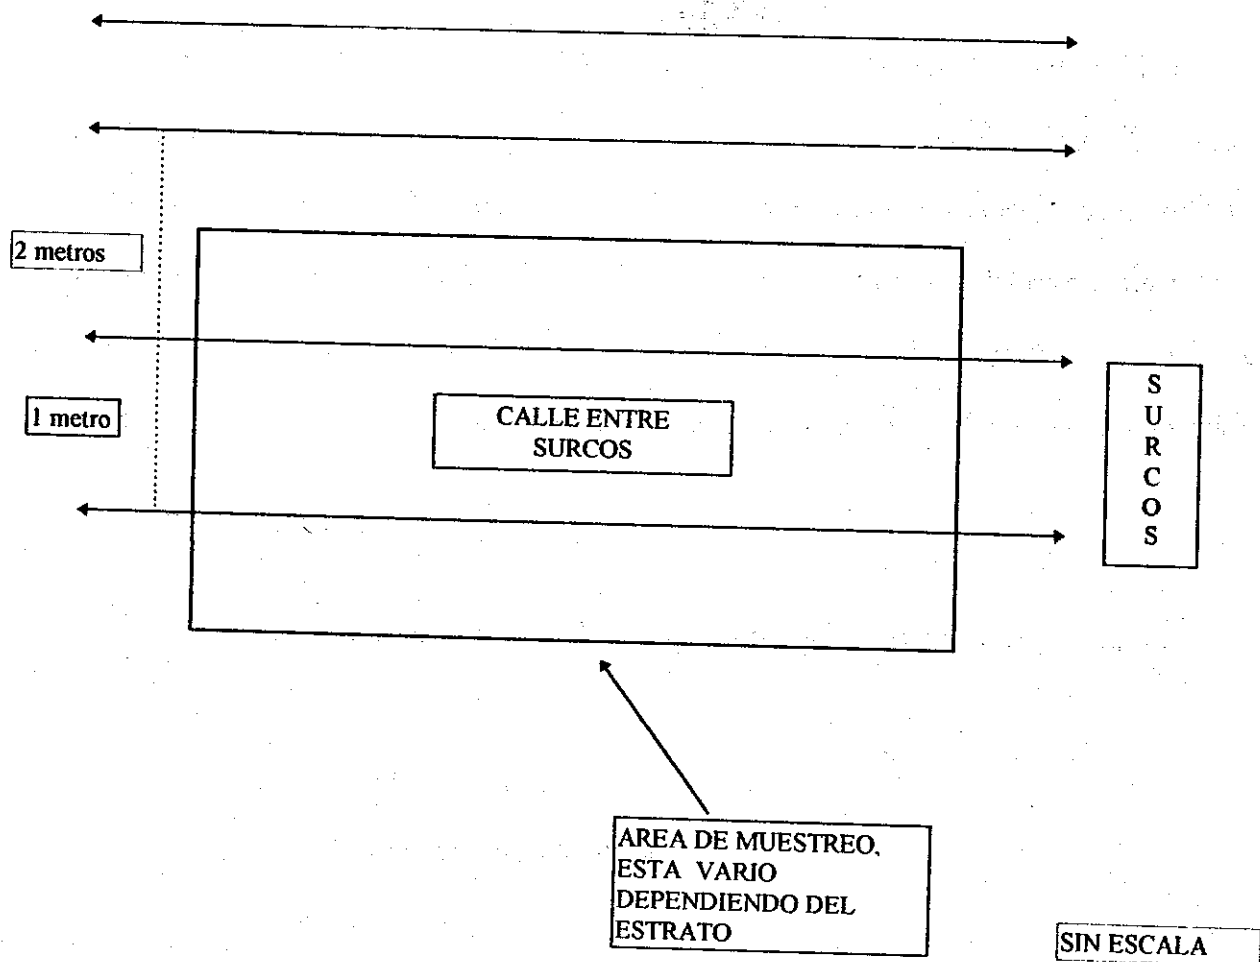 2 metros
1 metro
CALLE ENTRE
SURCOS
S
U
R
C
O
S
AREA DE MUESTREO,
ESTA VARIO
DEPENDIENDO DEL
ESTRATO
SIN ESCALA